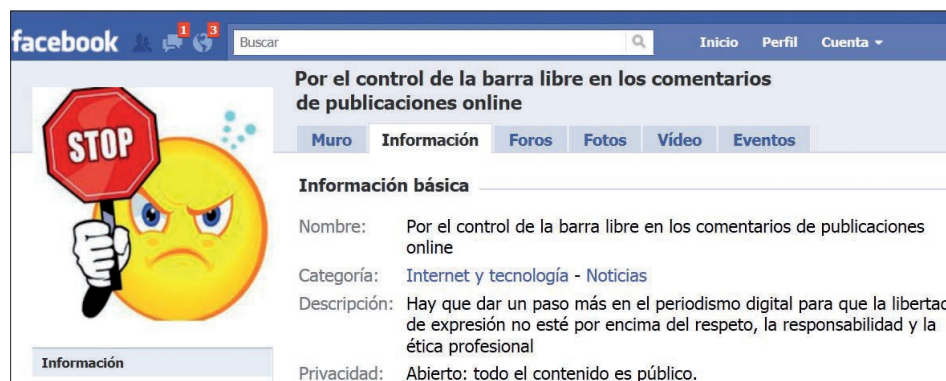 facebook 1 3 Buscar Inicio Perfil Cuenta
Por el control de la barra libre en los comentarios
de publicaciones online
Muro Información Foros Fotos Vídeo Eventos
STOP
Información básica
Nombre: Por el control de la barra libre en los comentarios de publicaciones
online
Categoría: Internet y tecnología - Noticias
Descripción: Hay que dar un paso más en el periodismo digital para que la libertad
de expresión no esté por encima del respeto, la responsabilidad y la
ética profesional
Información
Privacidad: Abierto: todo el contenido es público.